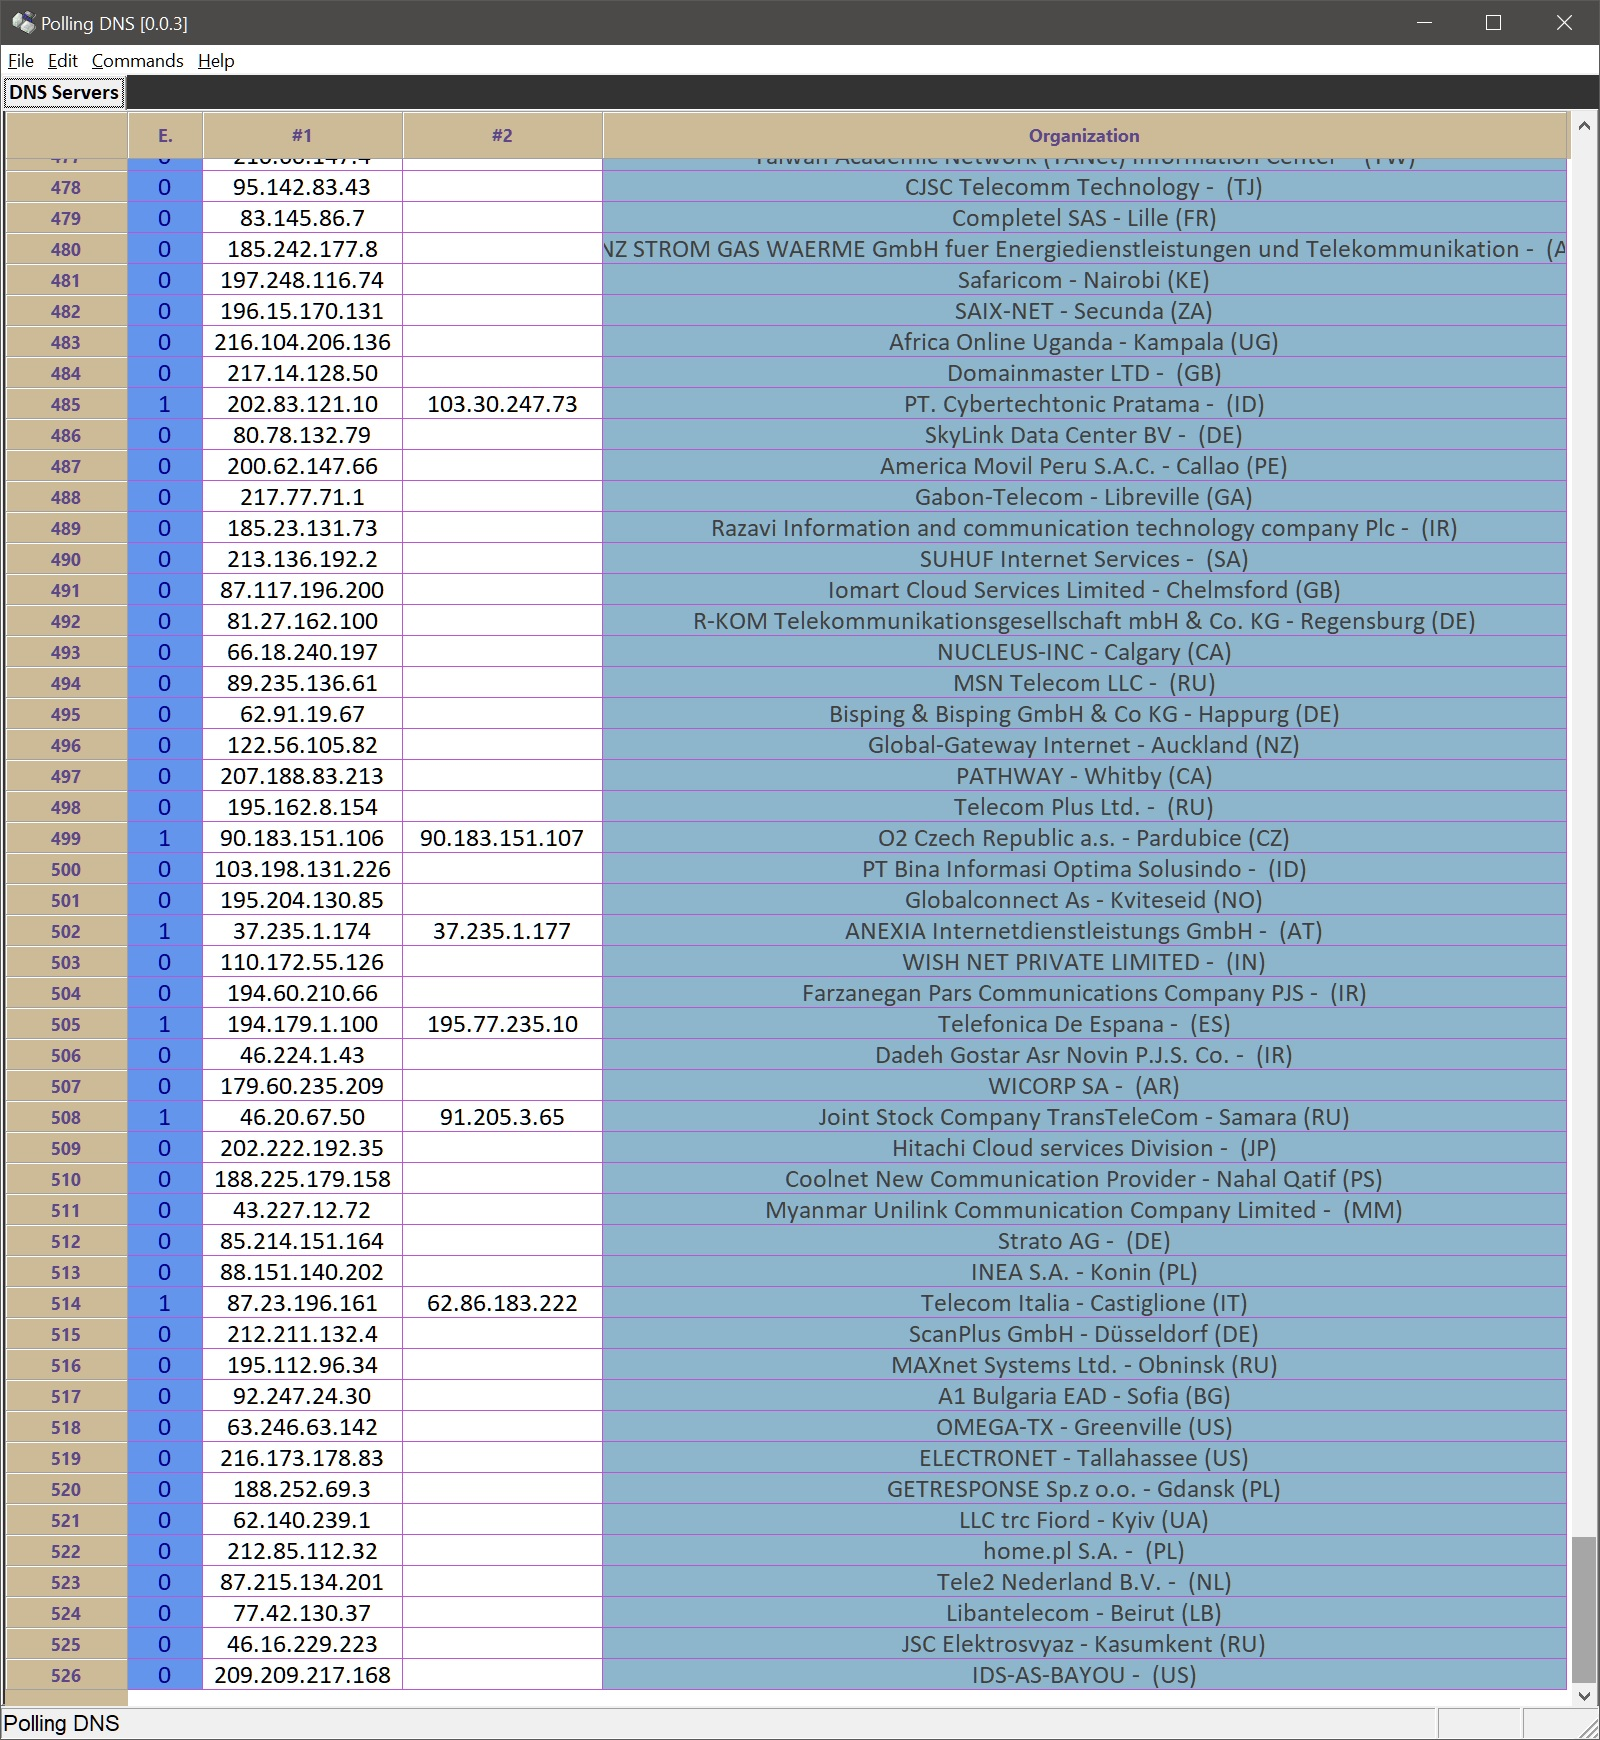 Polling DNS [0.0.3]
File Edit Commands Help
DNS Servers
E. #1 #2 Organization
478 0 95.142.83.43 CJSC Telecomm Technology - (TJ)
479 0 83.145.86.7 Completel SAS - Lille (FR)
480 0 185.242.177.8 NZ STROM GAS WAERME GmbH fuer Energiedienstleistungen und Telekommunikation - (A
481 0 197.248.116.74 Safaricom - Nairobi (KE)
482 0 196.15.170.131 SAIX-NET - Secunda (ZA)
483 0 216.104.206.136 Africa Online Uganda - Kampala (UG)
484 0 217.14.128.50 Domainmaster LTD - (GB)
485 1 202.83.121.10 103.30.247.73 PT. Cybertechtonic Pratama - (ID)
486 0 80.78.132.79 SkyLink Data Center BV - (DE)
487 0 200.62.147.66 America Movil Peru S.A.C. - Callao (PE)
488 0 217.77.71.1 Gabon-Telecom - Libreville (GA)
489 0 185.23.131.73 Razavi Information and communication technology company Plc - (IR)
490 0 213.136.192.2 SUHUF Internet Services - (SA)
491 0 87.117.196.200 Iomart Cloud Services Limited - Chelmsford (GB)
492 0 81.27.162.100 R-KOM Telekommunikationsgesellschaft mbH & Co. KG - Regensburg (DE)
493 0 66.18.240.197 NUCLEUS-INC - Calgary (CA)
494 0 89.235.136.61 MSN Telecom LLC - (RU)
495 0 62.91.19.67 Bisping & Bisping GmbH & Co KG - Happurg (DE)
496 0 122.56.105.82 Global-Gateway Internet - Auckland (NZ)
497 0 207.188.83.213 PATHWAY - Whitby (CA)
498 0 195.162.8.154 Telecom Plus Ltd. - (RU)
499 1 90.183.151.106 90.183.151.107 O2 Czech Republic a.s. - Pardubice (CZ)
500 0 103.198.131.226 PT Bina Informasi Optima Solusindo - (ID)
501 0 195.204.130.85 Globalconnect As - Kviteseid (NO)
502 1 37.235.1.174 37.235.1.177 ANEXIA Internetdienstleistungs GmbH - (AT)
503 0 110.172.55.126 WISH NET PRIVATE LIMITED - (IN)
504 0 194.60.210.66 Farzanegan Pars Communications Company PJS - (IR)
505 1 194.179.1.100 195.77.235.10 Telefonica De Espana - (ES)
506 0 46.224.1.43 Dadeh Gostar Asr Novin P.J.S. Co. - (IR)
507 0 179.60.235.209 WICORP SA - (AR)
508 1 46.20.67.50 91.205.3.65 Joint Stock Company TransTeleCom - Samara (RU)
509 0 202.222.192.35 Hitachi Cloud services Division - (JP)
510 0 188.225.179.158 Coolnet New Communication Provider - Nahal Qatif (PS)
511 0 43.227.12.72 Myanmar Unilink Communication Company Limited - (MM)
512 0 85.214.151.164 Strato AG - (DE)
513 0 88.151.140.202 INEA S.A. - Konin (PL)
514 1 87.23.196.161 62.86.183.222 Telecom Italia - Castiglione (IT)
515 0 212.211.132.4 ScanPlus GmbH - Düsseldorf (DE)
516 0 195.112.96.34 MAXnet Systems Ltd. - Obninsk (RU)
517 0 92.247.24.30 A1 Bulgaria EAD - Sofia (BG)
518 0 63.246.63.142 OMEGA-TX - Greenville (US)
519 0 216.173.178.83 ELECTRONET - Tallahassee (US)
520 0 188.252.69.3 GETRESPONSE Sp.z o.o. - Gdansk (PL)
521 0 62.140.239.1 LLC trc Fiord - Kyiv (UA)
522 0 212.85.112.32 home.pl S.A. - (PL)
523 0 87.215.134.201 Tele2 Nederland B.V. - (NL)
524 0 77.42.130.37 Libantelecom - Beirut (LB)
525 0 46.16.229.223 JSC Elektrosvyaz - Kasumkent (RU)
526 0 209.209.217.168 IDS-AS-BAYOU - (US)
Polling DNS